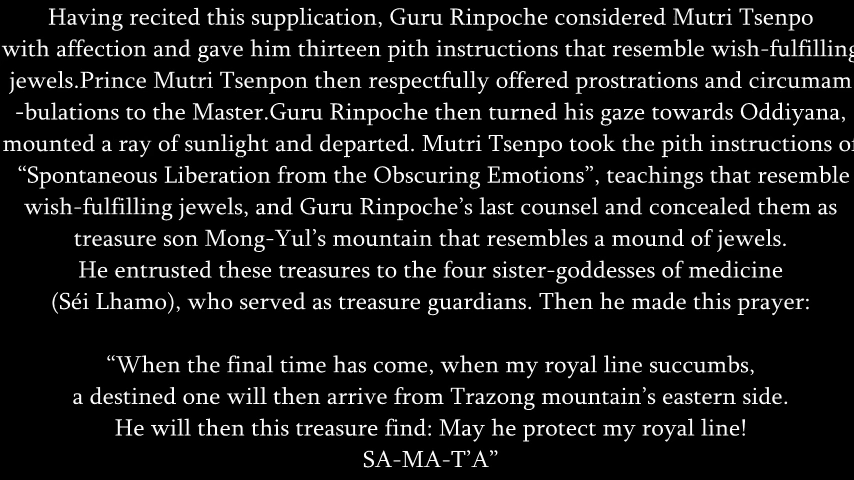 Having recited this supplication, Guru Rinpoche considered Mutri Tsenpo
with affection and gave him thirteen pith instructions that resemble wish-fulfilling
jewels.Prince Mutri Tsenpon then respectfully offered prostrations and circumam
-bulations to the Master.Guru Rinpoche then turned his gaze towards Oddiyana,
mounted a ray of sunlight and departed. Mutri Tsenpo took the pith instructions of
“Spontaneous Liberation from the Obscuring Emotions”, teachings that resemble
wish-fulfilling jewels, and Guru Rinpoche’s last counsel and concealed them as
treasure son Mong-Yul’s mountain that resembles a mound of jewels.
He entrusted these treasures to the four sister-goddesses of medicine
(Séi Lhamo), who served as treasure guardians. Then he made this prayer:
“When the final time has come, when my royal line succumbs,
a destined one will then arrive from Trazong mountain’s eastern side.
He will then this treasure find: May he protect my royal line!
SA-MA-T’A”